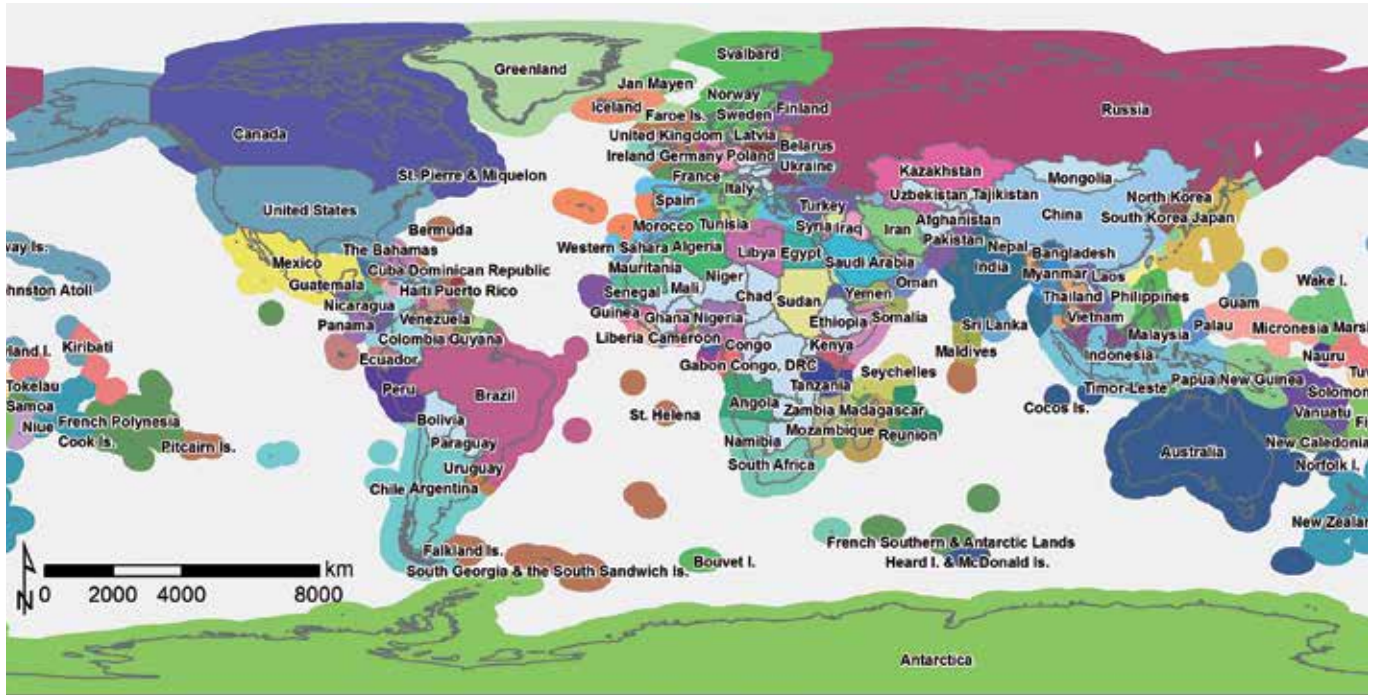 Greenland
Svalbard
Jan Mayen
Norway
Iceland
Finland
Faroe Is.
Sweden
Russia
Canada
United Kingdom
Latvia
Belarus
Ireland
Germany
Poland
Ukraine
St. Pierre & Miquelon
France
Kazakhstan
Mongolia
Italy
Uzbekistan
Tajikistan
North Korea
Spain
Turkey
United States
China
South Korea
Japan
Bermuda
Morocco
Tunisia
Syria
Iraq
Iran
Afghanistan
Pakistan
Nepal
Bangladesh
The Bahamas
Western Sahara
Algeria
Libya
Egypt
Saudi Arabia
India
Mexico
Cuba
Dominican Republic
Mauritania
Niger
Oman
Myanmar
Laos
way Is.
Guatemala
Haiti
Puerto Rico
Senegal
Mali
Chad
Sudan
Yemen
Thailand
Philippines
Guam
Wake I.
hnston Atoll
Nicaragua
Panama
Venezuela
Guinea
Ghana
Nigeria
Ethiopia
Somalia
Sri Lanka
Vietnam
Malaysia
Palau
Micronesia
Marsl
Kiribati
Colombia
Guyana
Liberia
Cameroon
Congo
Kenya
Maldives
Indonesia
Nauru
rland I.
Ecuador
Gabon
Congo, DRC
Seychelles
Tokelau
Peru
Brazil
Tanzania
Timor-Leste
Papua New Guinea
Tuv
Solomon
Samoa
French Polynesia
Niue
Cook Is.
Pitcairn Is.
Bolivia
St. Helena
Angola
Zambia
Madagascar
Mozambique
Reunion
Cocos Is.
Vanuatu
Fi
Paraguay
Namibia
New Caledonia
Uruguay
South Africa
Australia
Norfolk I.
Chile
Argentina
New Zealar
Falkland Is.
South Georgia & the South Sandwich Is.
Bouvet I.
French Southern & Antarctic Lands
Heard I. & McDonald Is.
km
N
0
2000
4000
8000
Antarctica